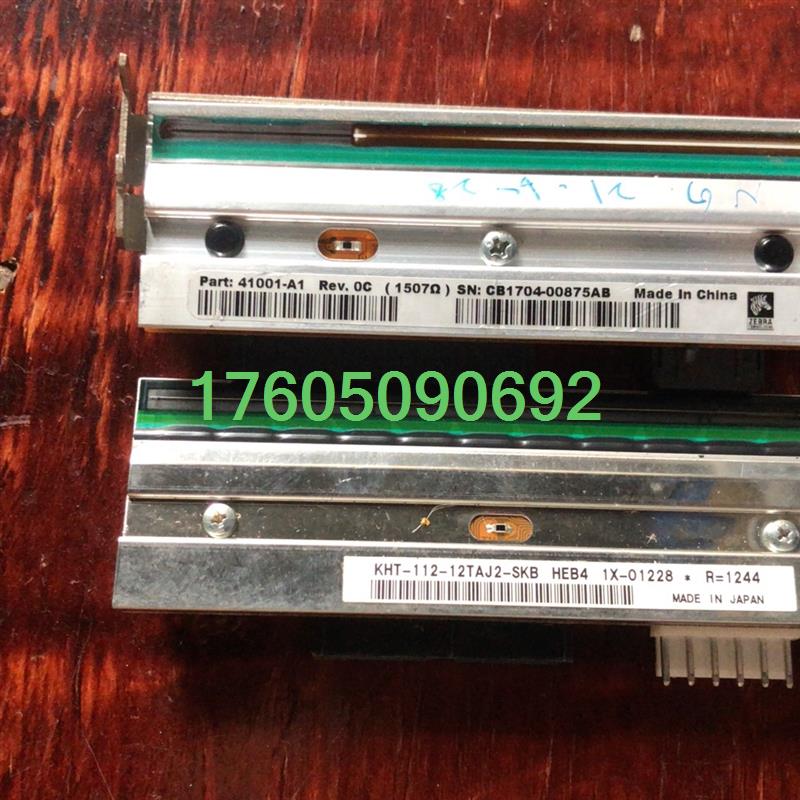 Part: 41001-A1 Rev. 0C (1507Ω) SN: CB1704-00875AB Made In China
ZEBRA
17605090692
KHT-112-12TAJ2-SKB HEB4 1X-01228 * R=1244
MADE IN JAPAN